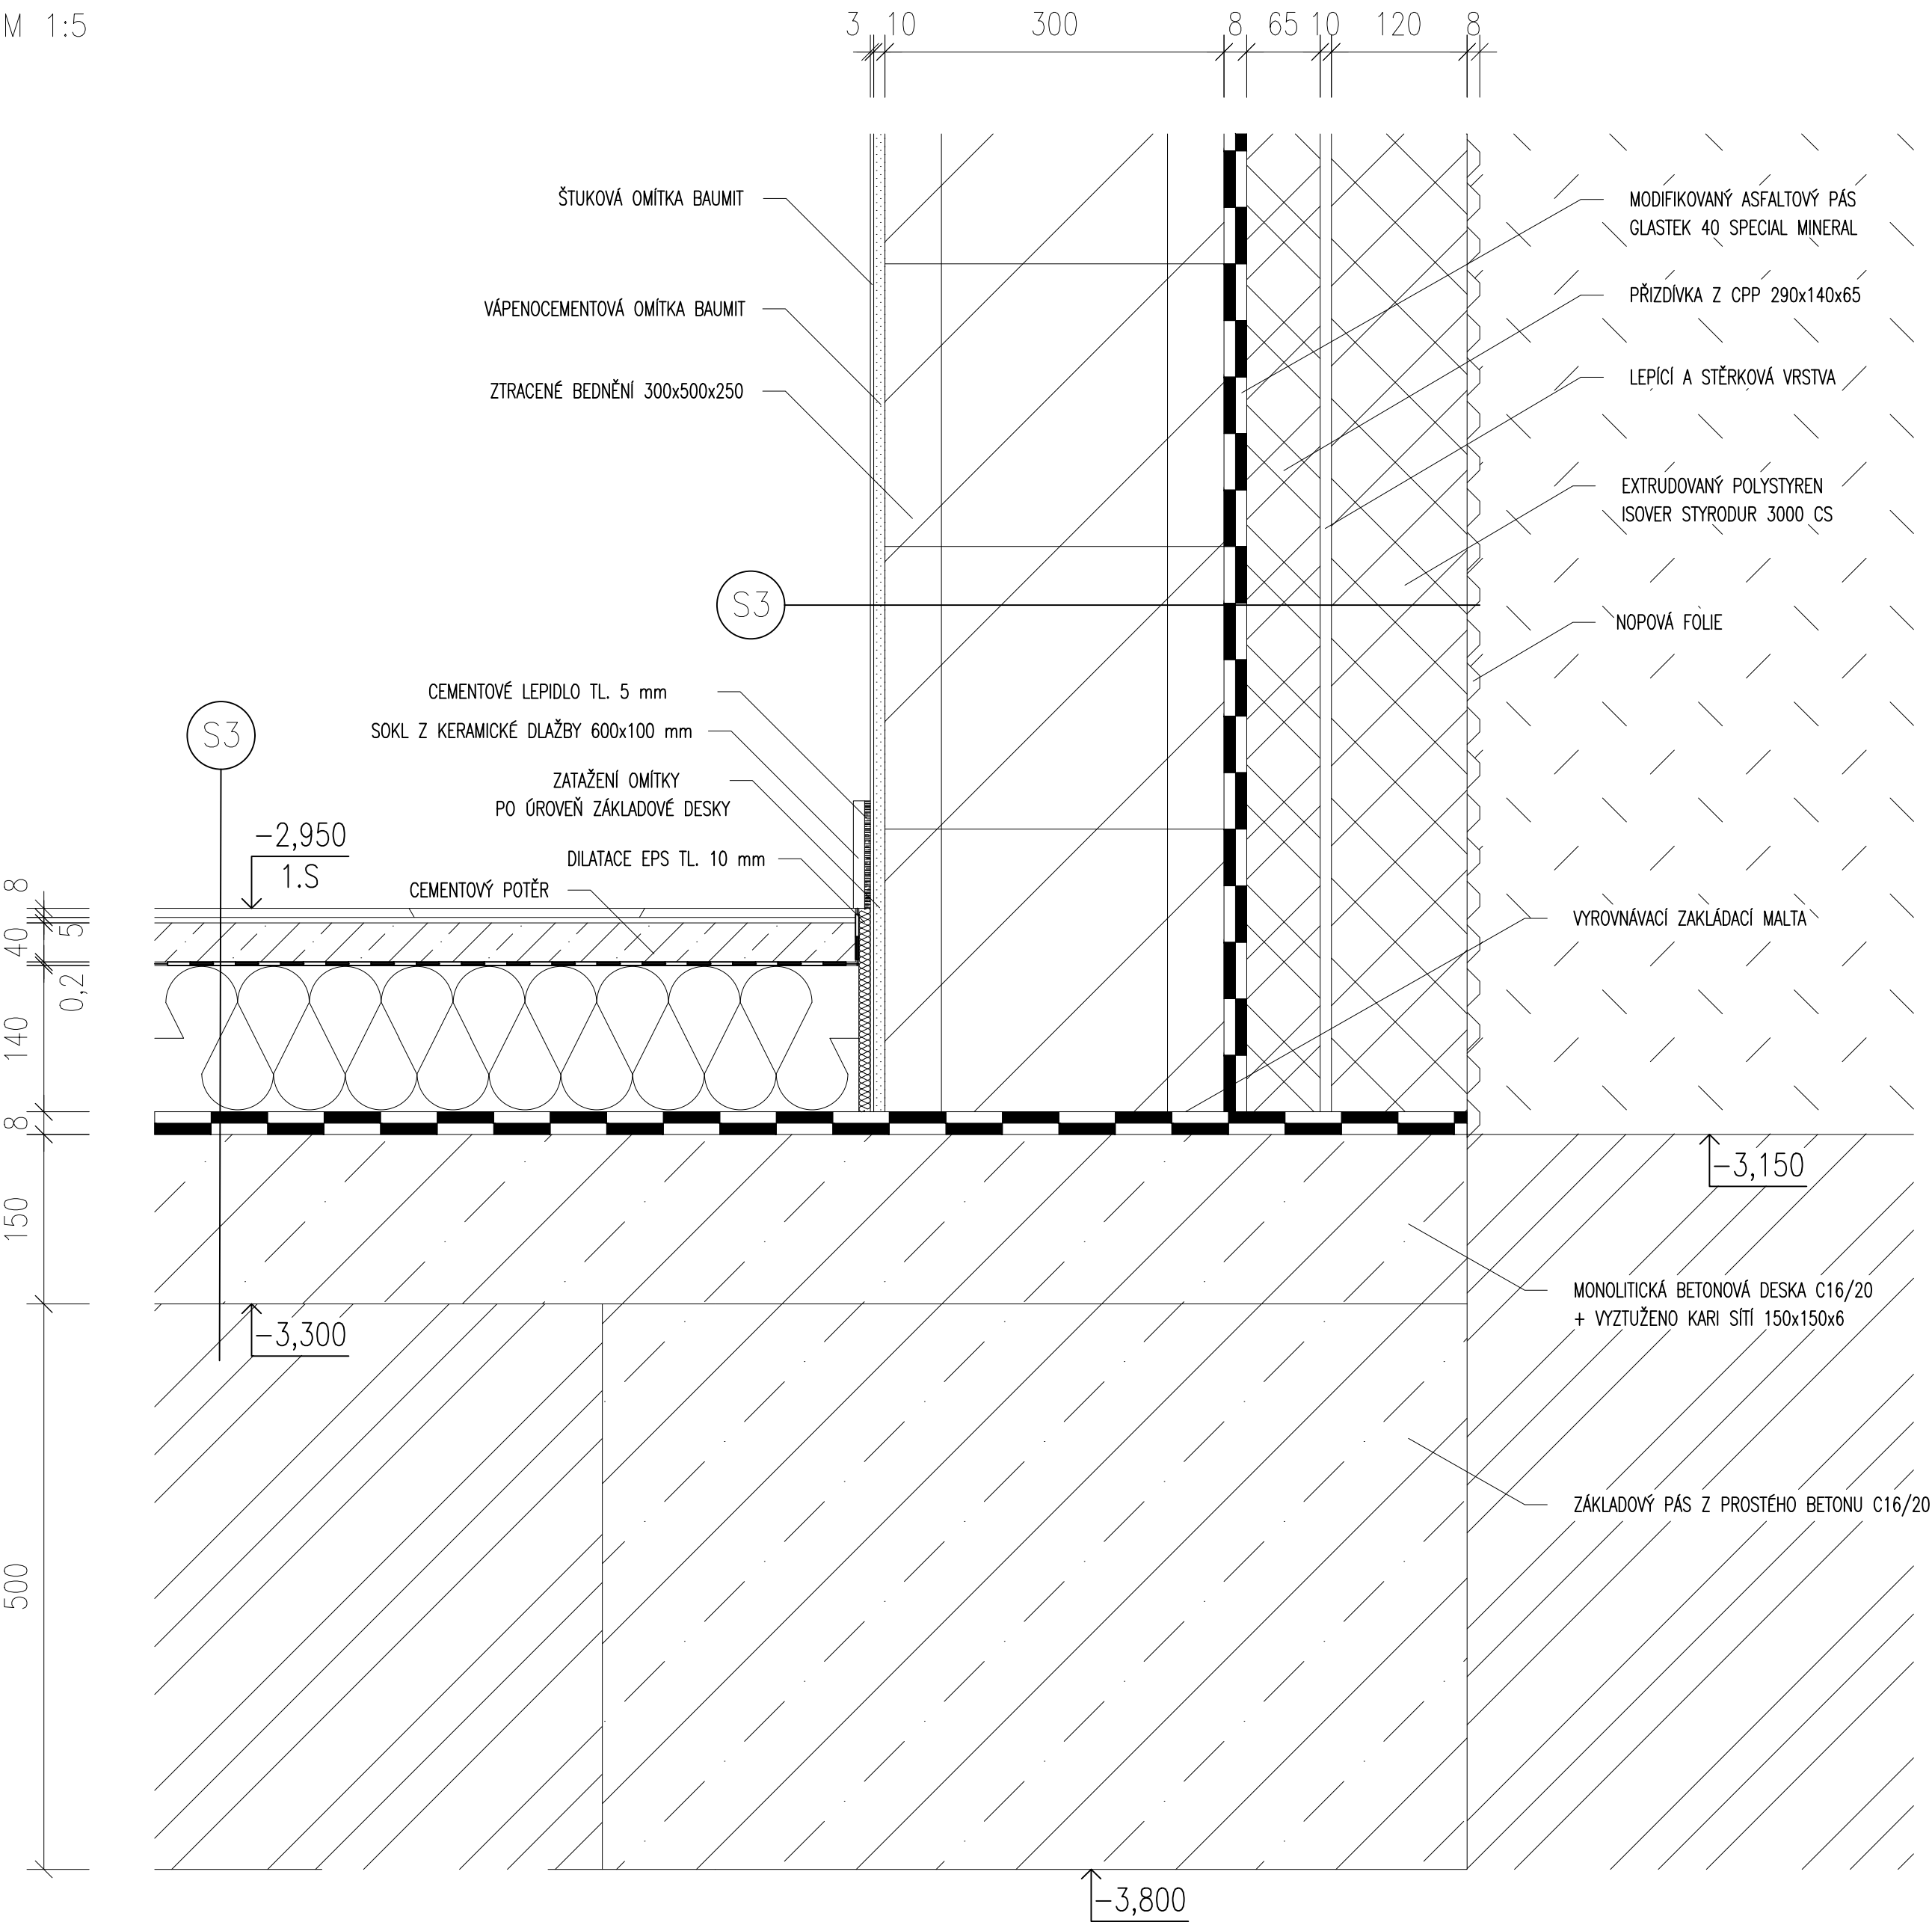 M 1:5
3 10 300 8 65 10 120 8
ŠTUKOVÁ OMÍTKA BAUMIT
VÁPENOCEMENTOVÁ OMÍTKA BAUMIT
ZTRACENÉ BEDNĚNÍ 300x500x250
MODIFIKOVANÝ ASFALTOVÝ PÁS
GLASTEK 40 SPECIAL MINERAL
PŘIZDÍVKA Z CPP 290x140x65
LEPÍCÍ A STĚRKOVÁ VRSTVA
EXTRUDOVANÝ POLYSTYREN
ISOVER STYRODUR 3000 CS
NOPOVÁ FOLIE
S3
CEMENTOVÉ LEPIDLO TL. 5 mm
SOKL Z KERAMICKÉ DLAŽBY 600x100 mm
ZATAŽENÍ OMÍTKY
PO ÚROVEŇ ZÁKLADOVÉ DESKY
DILATACE EPS TL. 10 mm
CEMENTOVÝ POTĚR
S3
-2,950
1.S
8
5
40
0,2
140
8
150
500
VYROVNÁVACÍ ZAKLÁDACÍ MALTA
-3,150
MONOLITICKÁ BETONOVÁ DESKA C16/20
+ VYZTUŽENO KARI SÍTÍ 150x150x6
-3,300
ZÁKLADOVÝ PÁS Z PROSTÉHO BETONU C16/20
-3,800